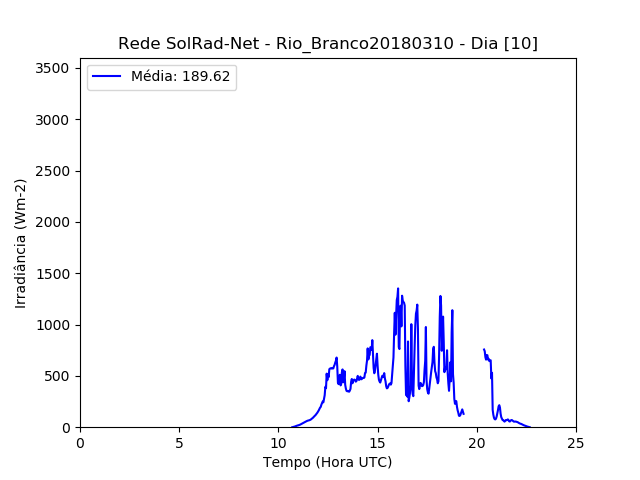 Rede SolRad-Net - Rio_Branco20180310 - Dia [10]
Média: 189.62
3500
3000
2500
2000
1500
1000
500
0
Irradiância (Wm-2)
0 5 10 15 20 25
Tempo (Hora UTC)